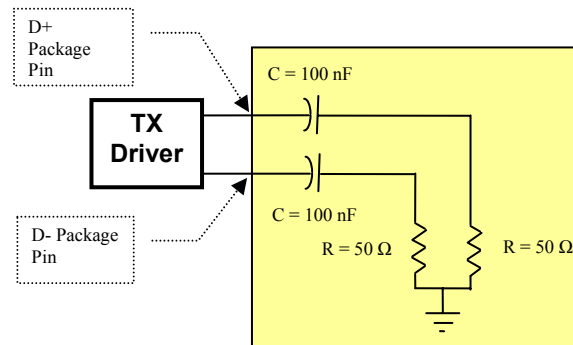 D+
Package
Pin
C = 100 nF
TX
Driver
C = 100 nF
D- Package
Pin
R = 50 Ω
R = 50 Ω